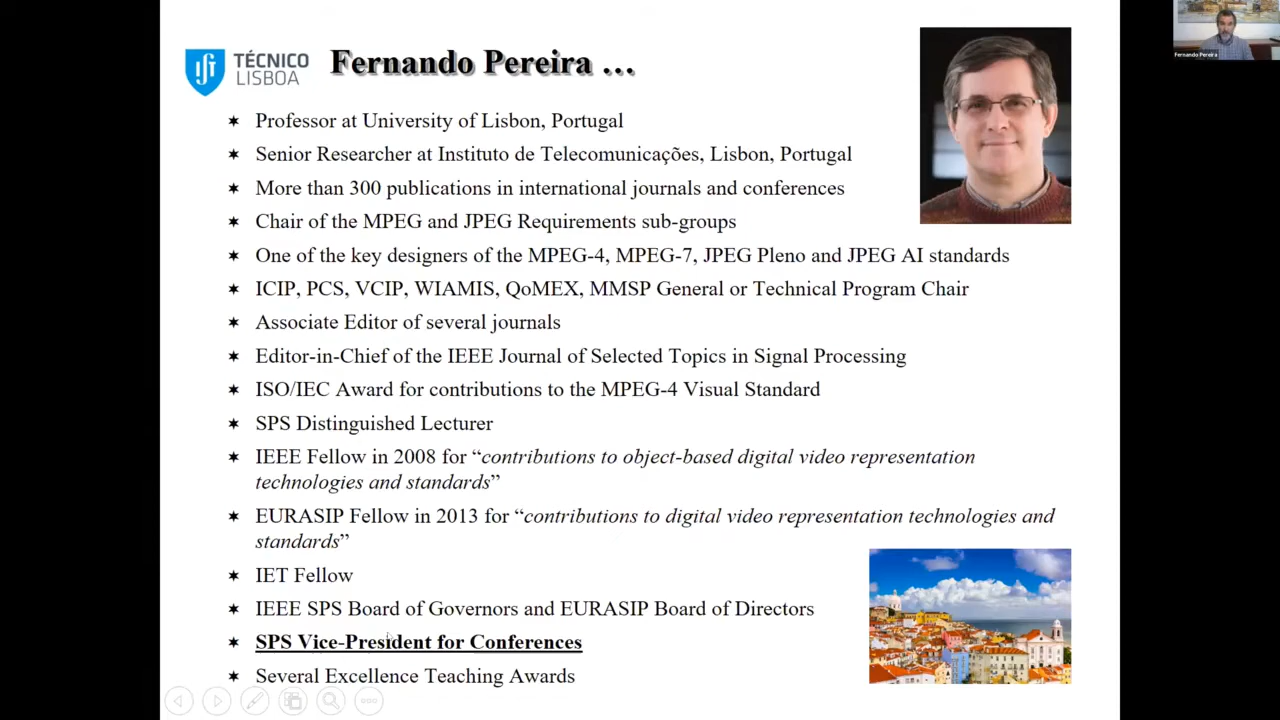 TÉCNICO
LISBOA
Fernando Pereira …
Professor at University of Lisbon, Portugal
Senior Researcher at Instituto de Telecomunicações, Lisbon, Portugal
More than 300 publications in international journals and conferences
Chair of the MPEG and JPEG Requirements sub-groups
One of the key designers of the MPEG-4, MPEG-7, JPEG Pleno and JPEG AI standards
ICIP, PCS, VCIP, WIAMIS, QoMEX, MMSP General or Technical Program Chair
Associate Editor of several journals
Editor-in-Chief of the IEEE Journal of Selected Topics in Signal Processing
ISO/IEC Award for contributions to the MPEG-4 Visual Standard
SPS Distinguished Lecturer
IEEE Fellow in 2008 for “contributions to object-based digital video representation
technologies and standards”
EURASIP Fellow in 2013 for “contributions to digital video representation technologies and
standards”
IET Fellow
IEEE SPS Board of Governors and EURASIP Board of Directors
SPS Vice-President for Conferences
Several Excellence Teaching Awards
Fernando Pereira